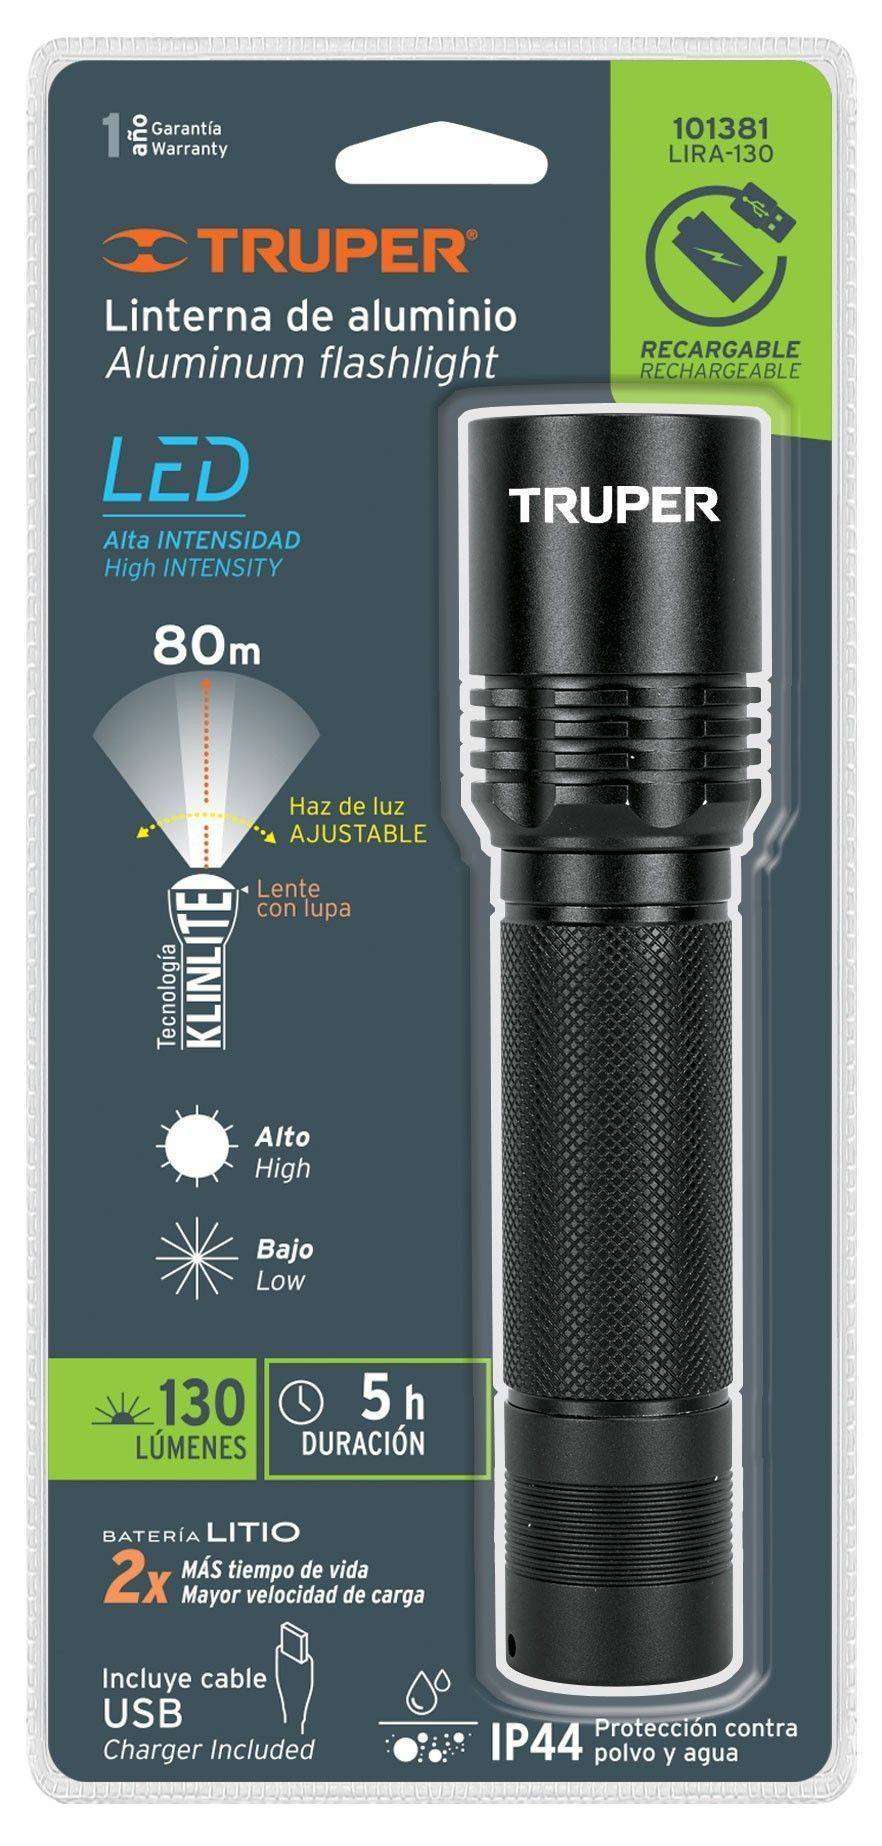 1 año Garantía
Warranty
101381
LIRA-130
RECARGABLE
RECHARGEABLE
TRUPER®
Linterna de aluminio
Aluminum flashlight
LED
Alta INTENSIDAD
High INTENSITY
TRUPER
80m
Haz de luz
AJUSTABLE
Lente
con lupa
Tecnología
KLINLITE
Alto
High
Bajo
Low
130
LÚMENES
5 h
DURACIÓN
BATERÍA LITIO
2x
MÁS tiempo de vida
Mayor velocidad de carga
Incluye cable
USB
Charger Included
IP44
Protección contra
polvo y agua